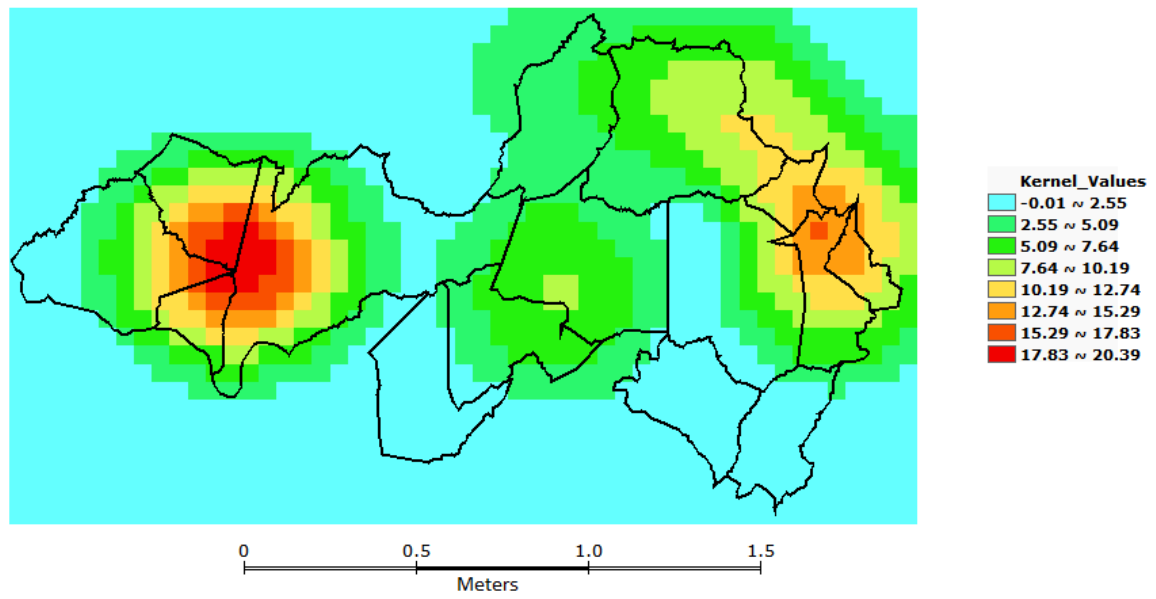 Kernel_Values
-0.01 ~ 2.55
2.55 ~ 5.09
5.09 ~ 7.64
7.64 ~ 10.19
10.19 ~ 12.74
12.74 ~ 15.29
15.29 ~ 17.83
17.83 ~ 20.39
0 0.5 1.0 1.5
Meters